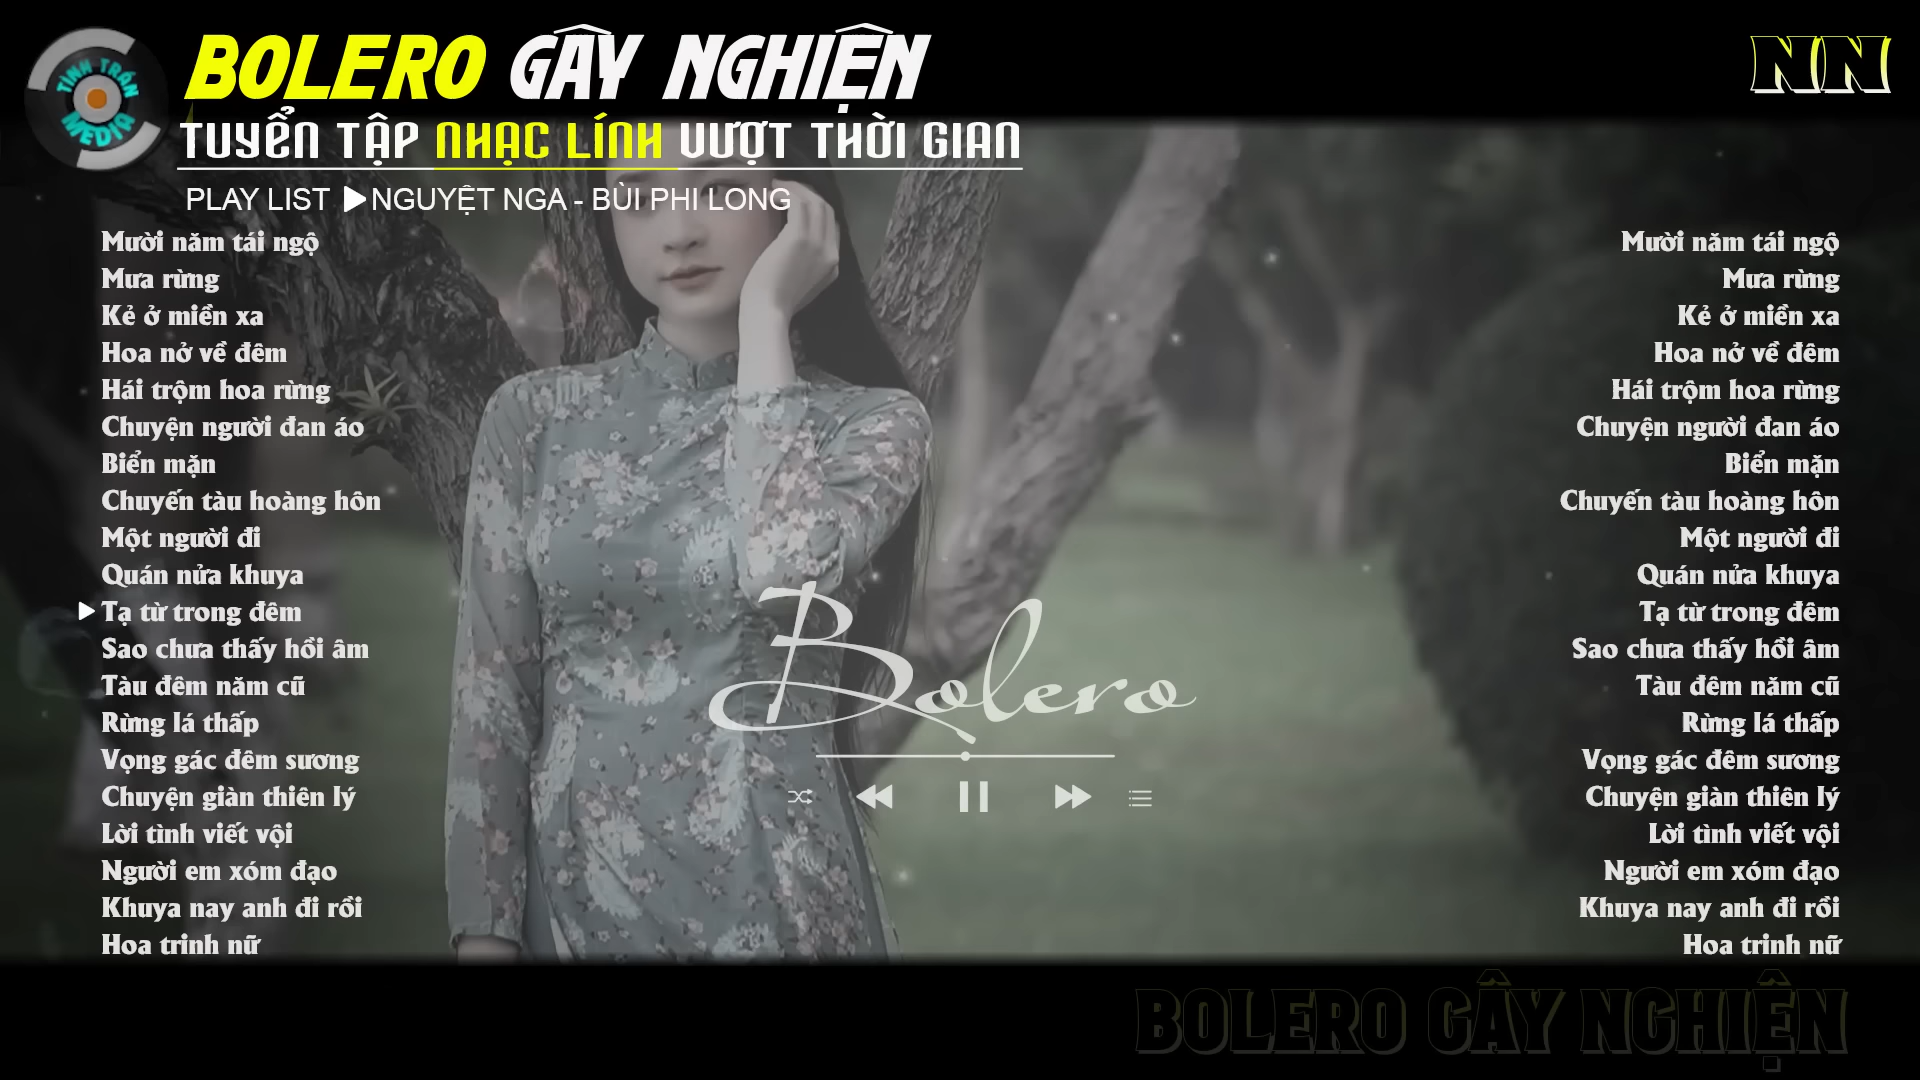 TÌNH TRẦN
MEDIA
BOLERO GÂY NGHIỆN
NN
TUYỂN TẬP NHẠC LÍNH VƯỢT THỜI GIAN
PLAY LIST ▶NGUYỆT NGA - BÙI PHI LONG
Mười năm tái ngộ
Mưa rừng
Kẻ ở miền xa
Hoa nở về đêm
Hái trộm hoa rừng
Chuyện người đan áo
Biển mặn
Chuyến tàu hoàng hôn
Một người đi
Quán nửa khuya
Tạ từ trong đêm
Sao chưa thấy hồi âm
Tàu đêm năm cũ
Rừng lá thấp
Vọng gác đêm sương
Chuyện giàn thiên lý
Lời tình viết vội
Người em xóm đạo
Khuya nay anh đi rồi
Hoa trinh nữ
Mười năm tái ngộ
Mưa rừng
Kẻ ở miền xa
Hoa nở về đêm
Hái trộm hoa rừng
Chuyện người đan áo
Biển mặn
Chuyến tàu hoàng hôn
Một người đi
Quán nửa khuya
Tạ từ trong đêm
Sao chưa thấy hồi âm
Tàu đêm năm cũ
Rừng lá thấp
Vọng gác đêm sương
Chuyện giàn thiên lý
Lời tình viết vội
Người em xóm đạo
Khuya nay anh đi rồi
Hoa trinh nữ
Bolero
BOLERO GÂY NGHIỆN